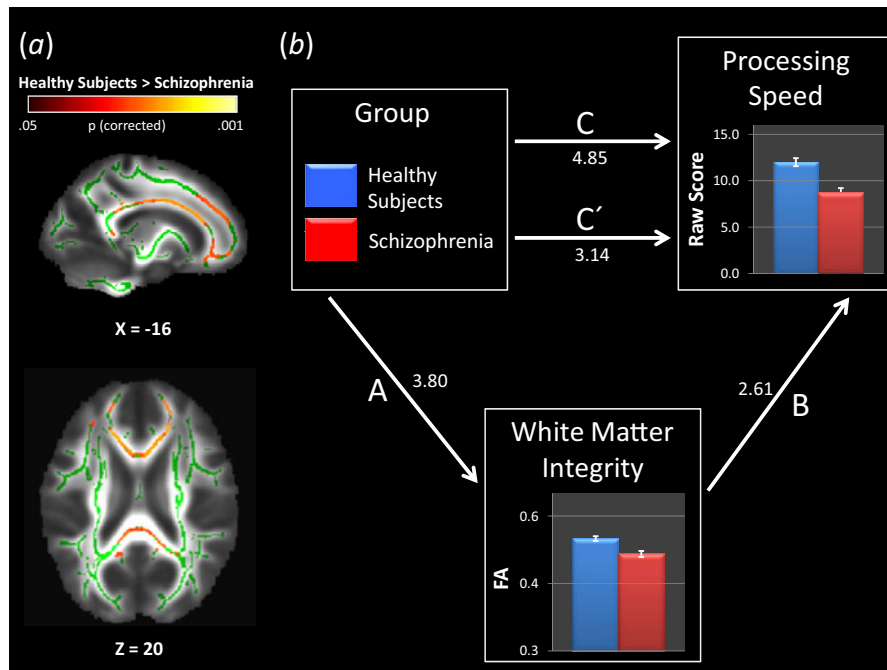 (a)
Healthy Subjects > Schizophrenia
.05 p (corrected) .001
X = -16
Z = 20
(b)
Group
Healthy
Subjects
Schizophrenia
C
4.85
C´
3.14
Processing
Speed
Raw Score
15.0
10.0
5.0
0.0
A
3.80
2.61
B
White Matter
Integrity
FA
0.6
0.4
0.3